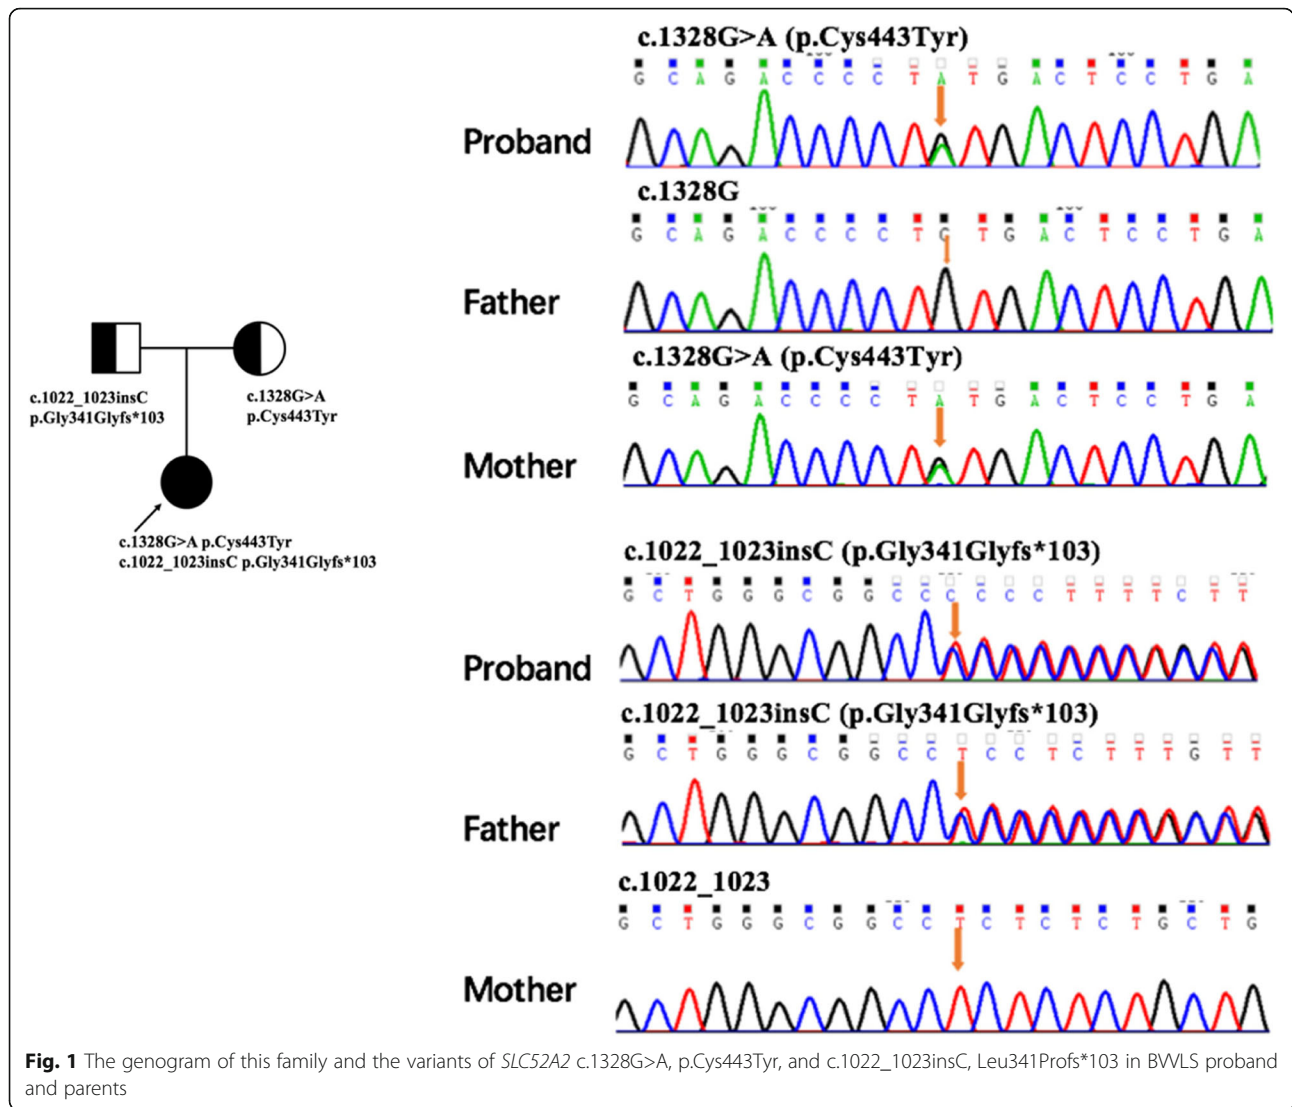 c.1328G>A (p.Cys443Tyr)
G C A G A C C C C T A T G A C T C C T G A
Proband
c.1328G
G C A G A C C C C T G T G A C T C C T G A
Father
c.1328G>A (p.Cys443Tyr)
G C A G A C C C C T A T G A C T C C T G A
Mother
c.1022_1023insC
p.Gly341Glyfs*103
c.1328G>A
p.Cys443Tyr
c.1328G>A p.Cys443Tyr
c.1022_1023insC p.Gly341Glyfs*103
c.1022_1023insC (p.Gly341Glyfs*103)
G C T G G G C G G C C C C C C T T T T C T T
Proband
c.1022_1023insC (p.Gly341Glyfs*103)
G C T G G G C G G C C T C C T C T T T G T T
Father
c.1022_1023
G C T G G G C G G C C T C T C T C T G C T G
Mother
Fig. 1 The genogram of this family and the variants of SLC52A2 c.1328G>A, p.Cys443Tyr, and c.1022_1023insC, Leu341Profs*103 in BVVLS proband
and parents